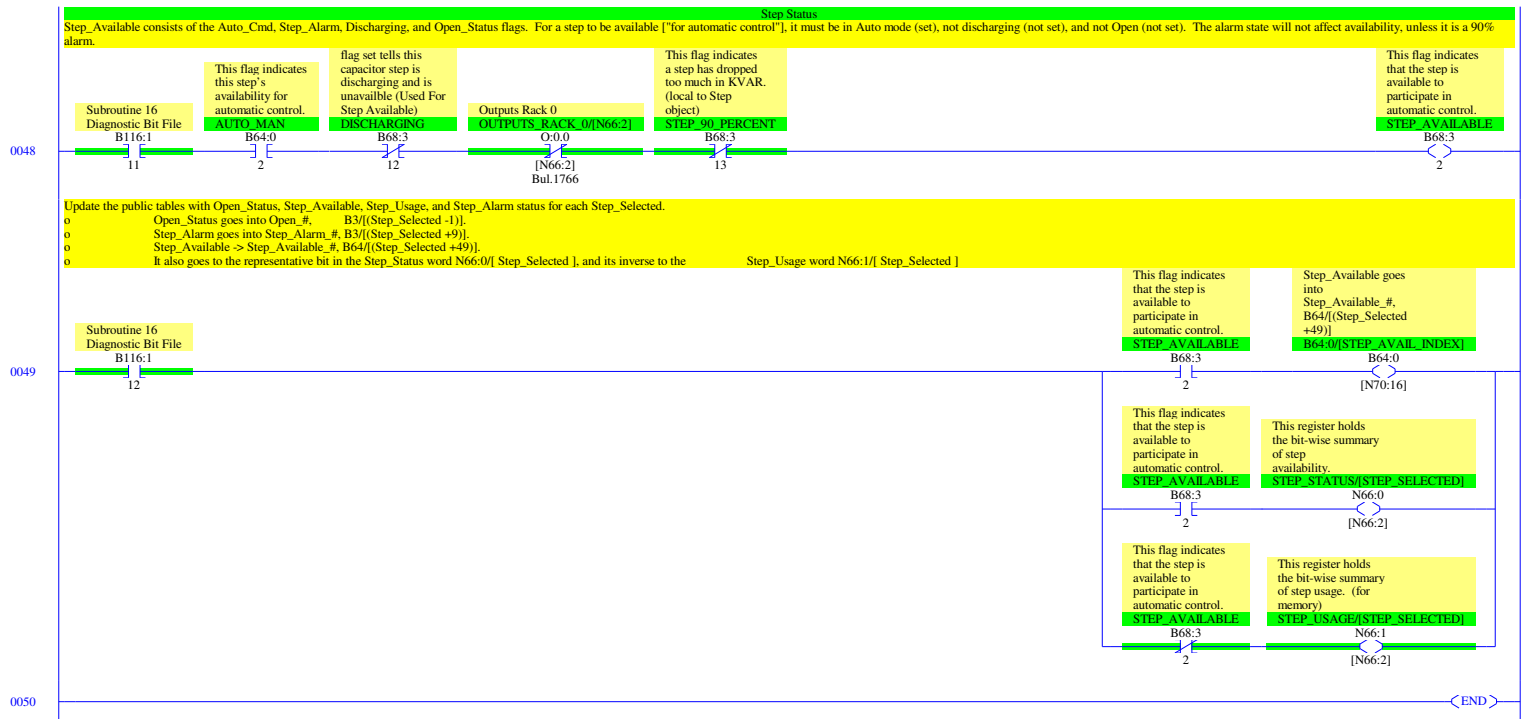 Step Status
Step_Available consists of the Auto_Cmd, Step_Alarm, Discharging, and Open_Status flags.  For a step to be available ["for automatic control"], it must be in Auto mode (set), not discharging (not set), and not Open (not set).  The alarm state will not affect availability, unless it is a 90%
alarm.
Subroutine 16
Diagnostic Bit File
B116:1
11
This flag indicates
this step's
availability for
automatic control.
AUTO_MAN
B64:0
2
flag set tells this
capacitor step is
discharging and is
unavailble (Used For
Step Available)
DISCHARGING
B68:3
12
Outputs Rack 0
OUTPUTS_RACK_0/[N66:2]
O:0.0
[N66:2]
Bul.1766
This flag indicates
a step has dropped
too much in KVAR.
(local to Step
object)
STEP_90_PERCENT
B68:3
13
This flag indicates
that the step is
available to
participate in
automatic control.
STEP_AVAILABLE
B68:3
2
0048
Update the public tables with Open_Status, Step_Available, Step_Usage, and Step_Alarm status for each Step_Selected.
o Open_Status goes into Open_#, B3/[(Step_Selected -1)].
o Step_Alarm goes into Step_Alarm_#, B3/[(Step_Selected +9)].
o Step_Available -> Step_Available_#, B64/[(Step_Selected +49)].
o It also goes to the representative bit in the Step_Status word N66:0/[ Step_Selected ], and its inverse to the Step_Usage word N66:1/[ Step_Selected ]
Subroutine 16
Diagnostic Bit File
B116:1
12
0049
This flag indicates
that the step is
available to
participate in
automatic control.
STEP_AVAILABLE
B68:3
2
Step_Available goes
into
Step_Available_#,
B64/[(Step_Selected
+49)]
B64:0/[STEP_AVAIL_INDEX]
B64:0
[N70:16]
This flag indicates
that the step is
available to
participate in
automatic control.
STEP_AVAILABLE
B68:3
2
This register holds
the bit-wise summary
of step
availability.
STEP_STATUS/[STEP_SELECTED]
N66:0
[N66:2]
This flag indicates
that the step is
available to
participate in
automatic control.
STEP_AVAILABLE
B68:3
2
This register holds
the bit-wise summary
of step usage.  (for
memory)
STEP_USAGE/[STEP_SELECTED]
N66:1
[N66:2]
0050
END